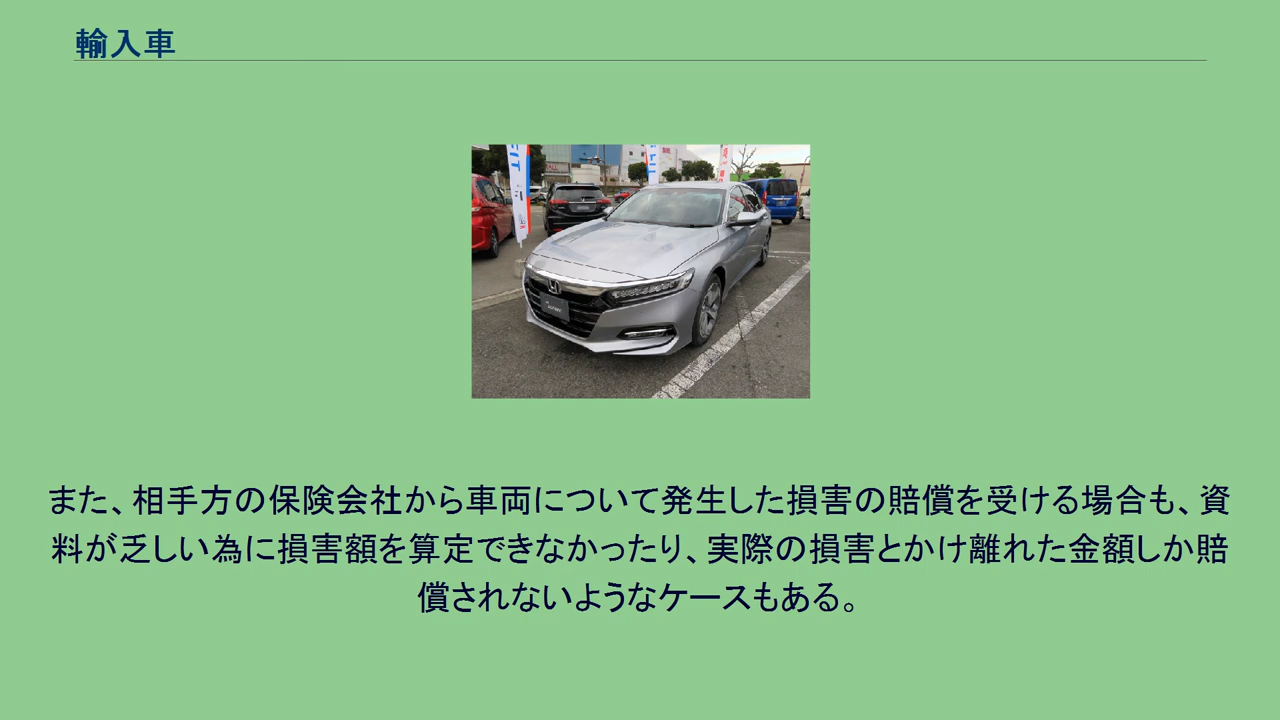 輸入車
また、相手方の保険会社から車両について発生した損害の賠償を受ける場合も、資
料が乏しい為に損害額を算定できなかったり、実際の損害とかけ離れた金額しか賠
償されないようなケースもある。